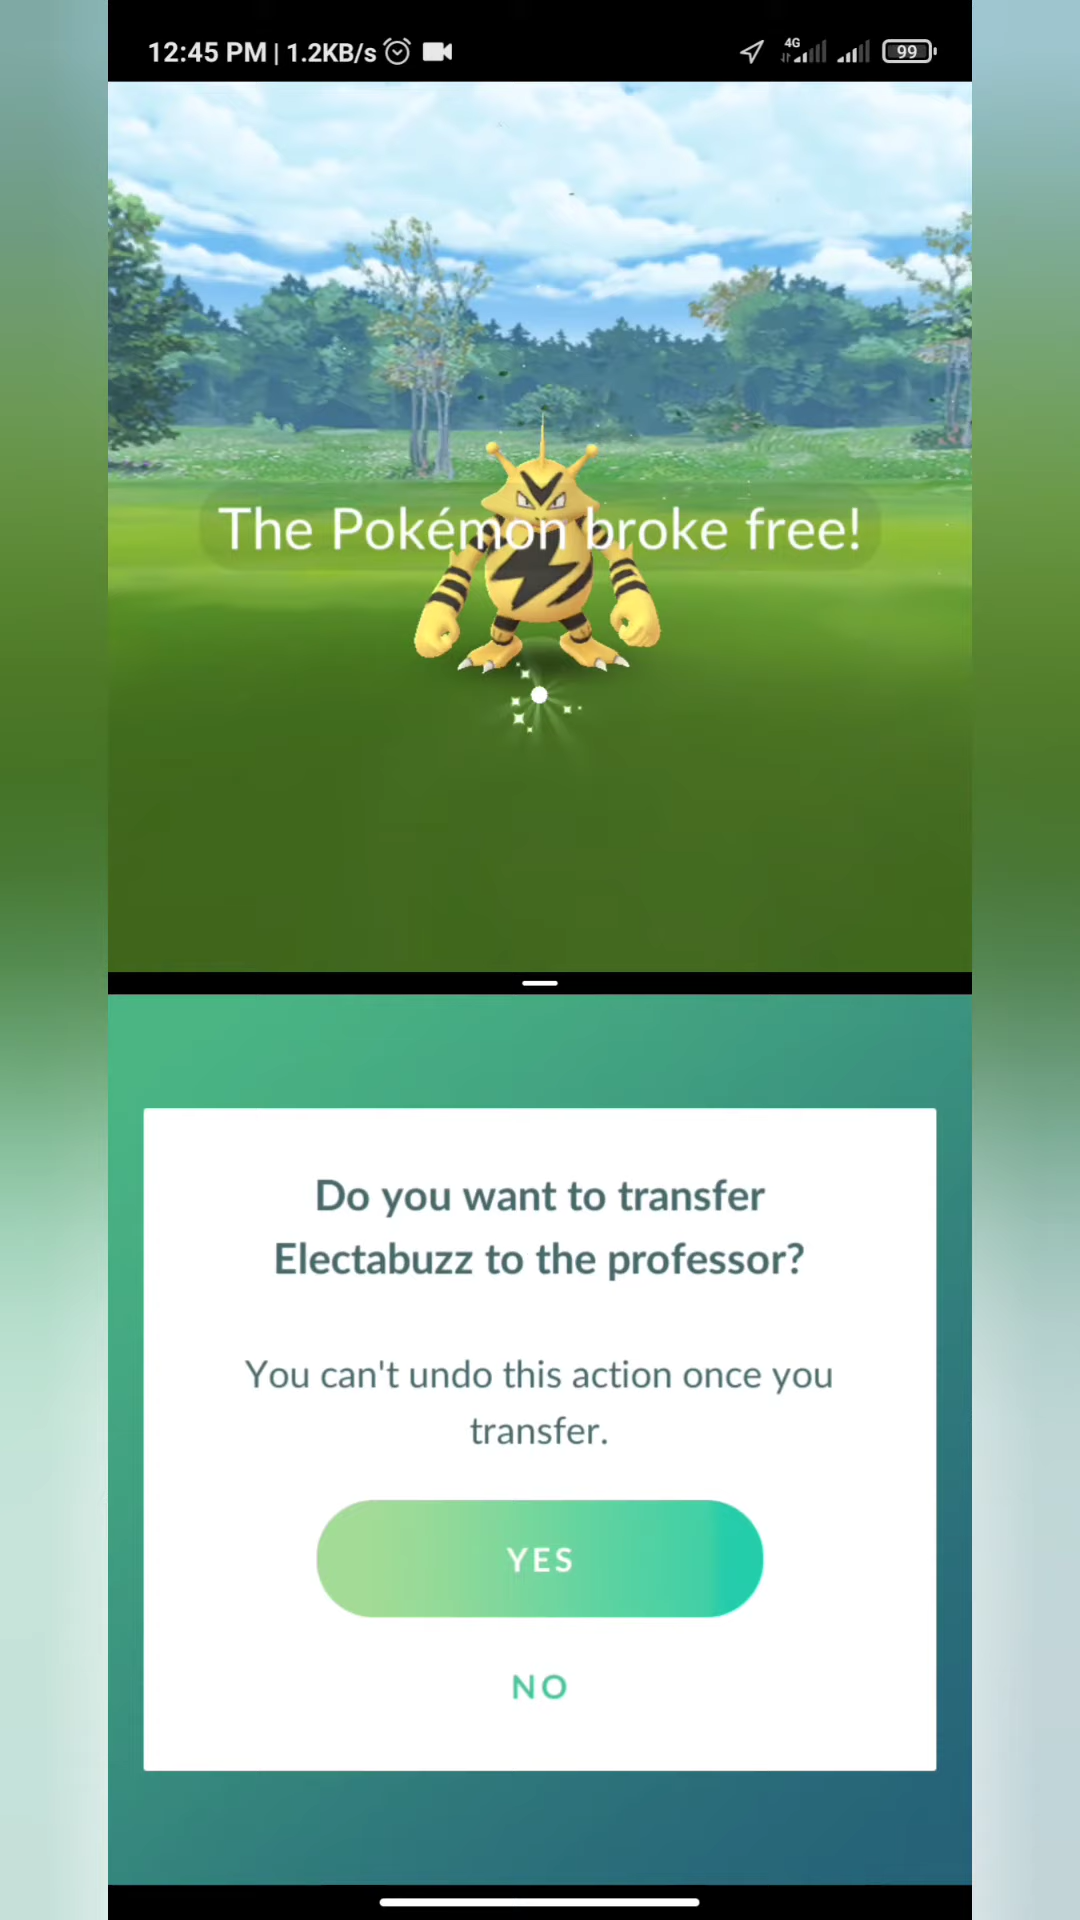 12:45 PM | 1.2KB/s 4G 99
The Pokémon broke free!
Do you want to transfer
Electabuzz to the professor?
You can't undo this action once you
transfer.
YES
NO